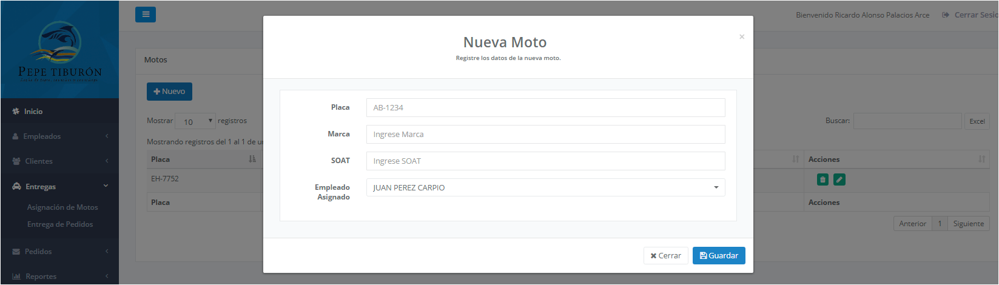 Bienvenido Ricardo Alonso Palacios Arce
Cerrar Sesio
PEPE TIBURÓN
Inicio
Empleados
Clientes
Entregas
Asignación de Motos
Entrega de Pedidos
Pedidos
Reportes
Motos
Nuevo
Mostrar 10 registros
Buscar:
Excel
Mostrando registros del 1 al 1 de un
Placa
Acciones
EH-7752
Placa
Acciones
Anterior 1 Siguiente
Nueva Moto
×
Registre los datos de la nueva moto.
Placa AB-1234
Marca Ingrese Marca
SOAT Ingrese SOAT
Empleado
Asignado
JUAN PEREZ CARPIO
Cerrar Guardar